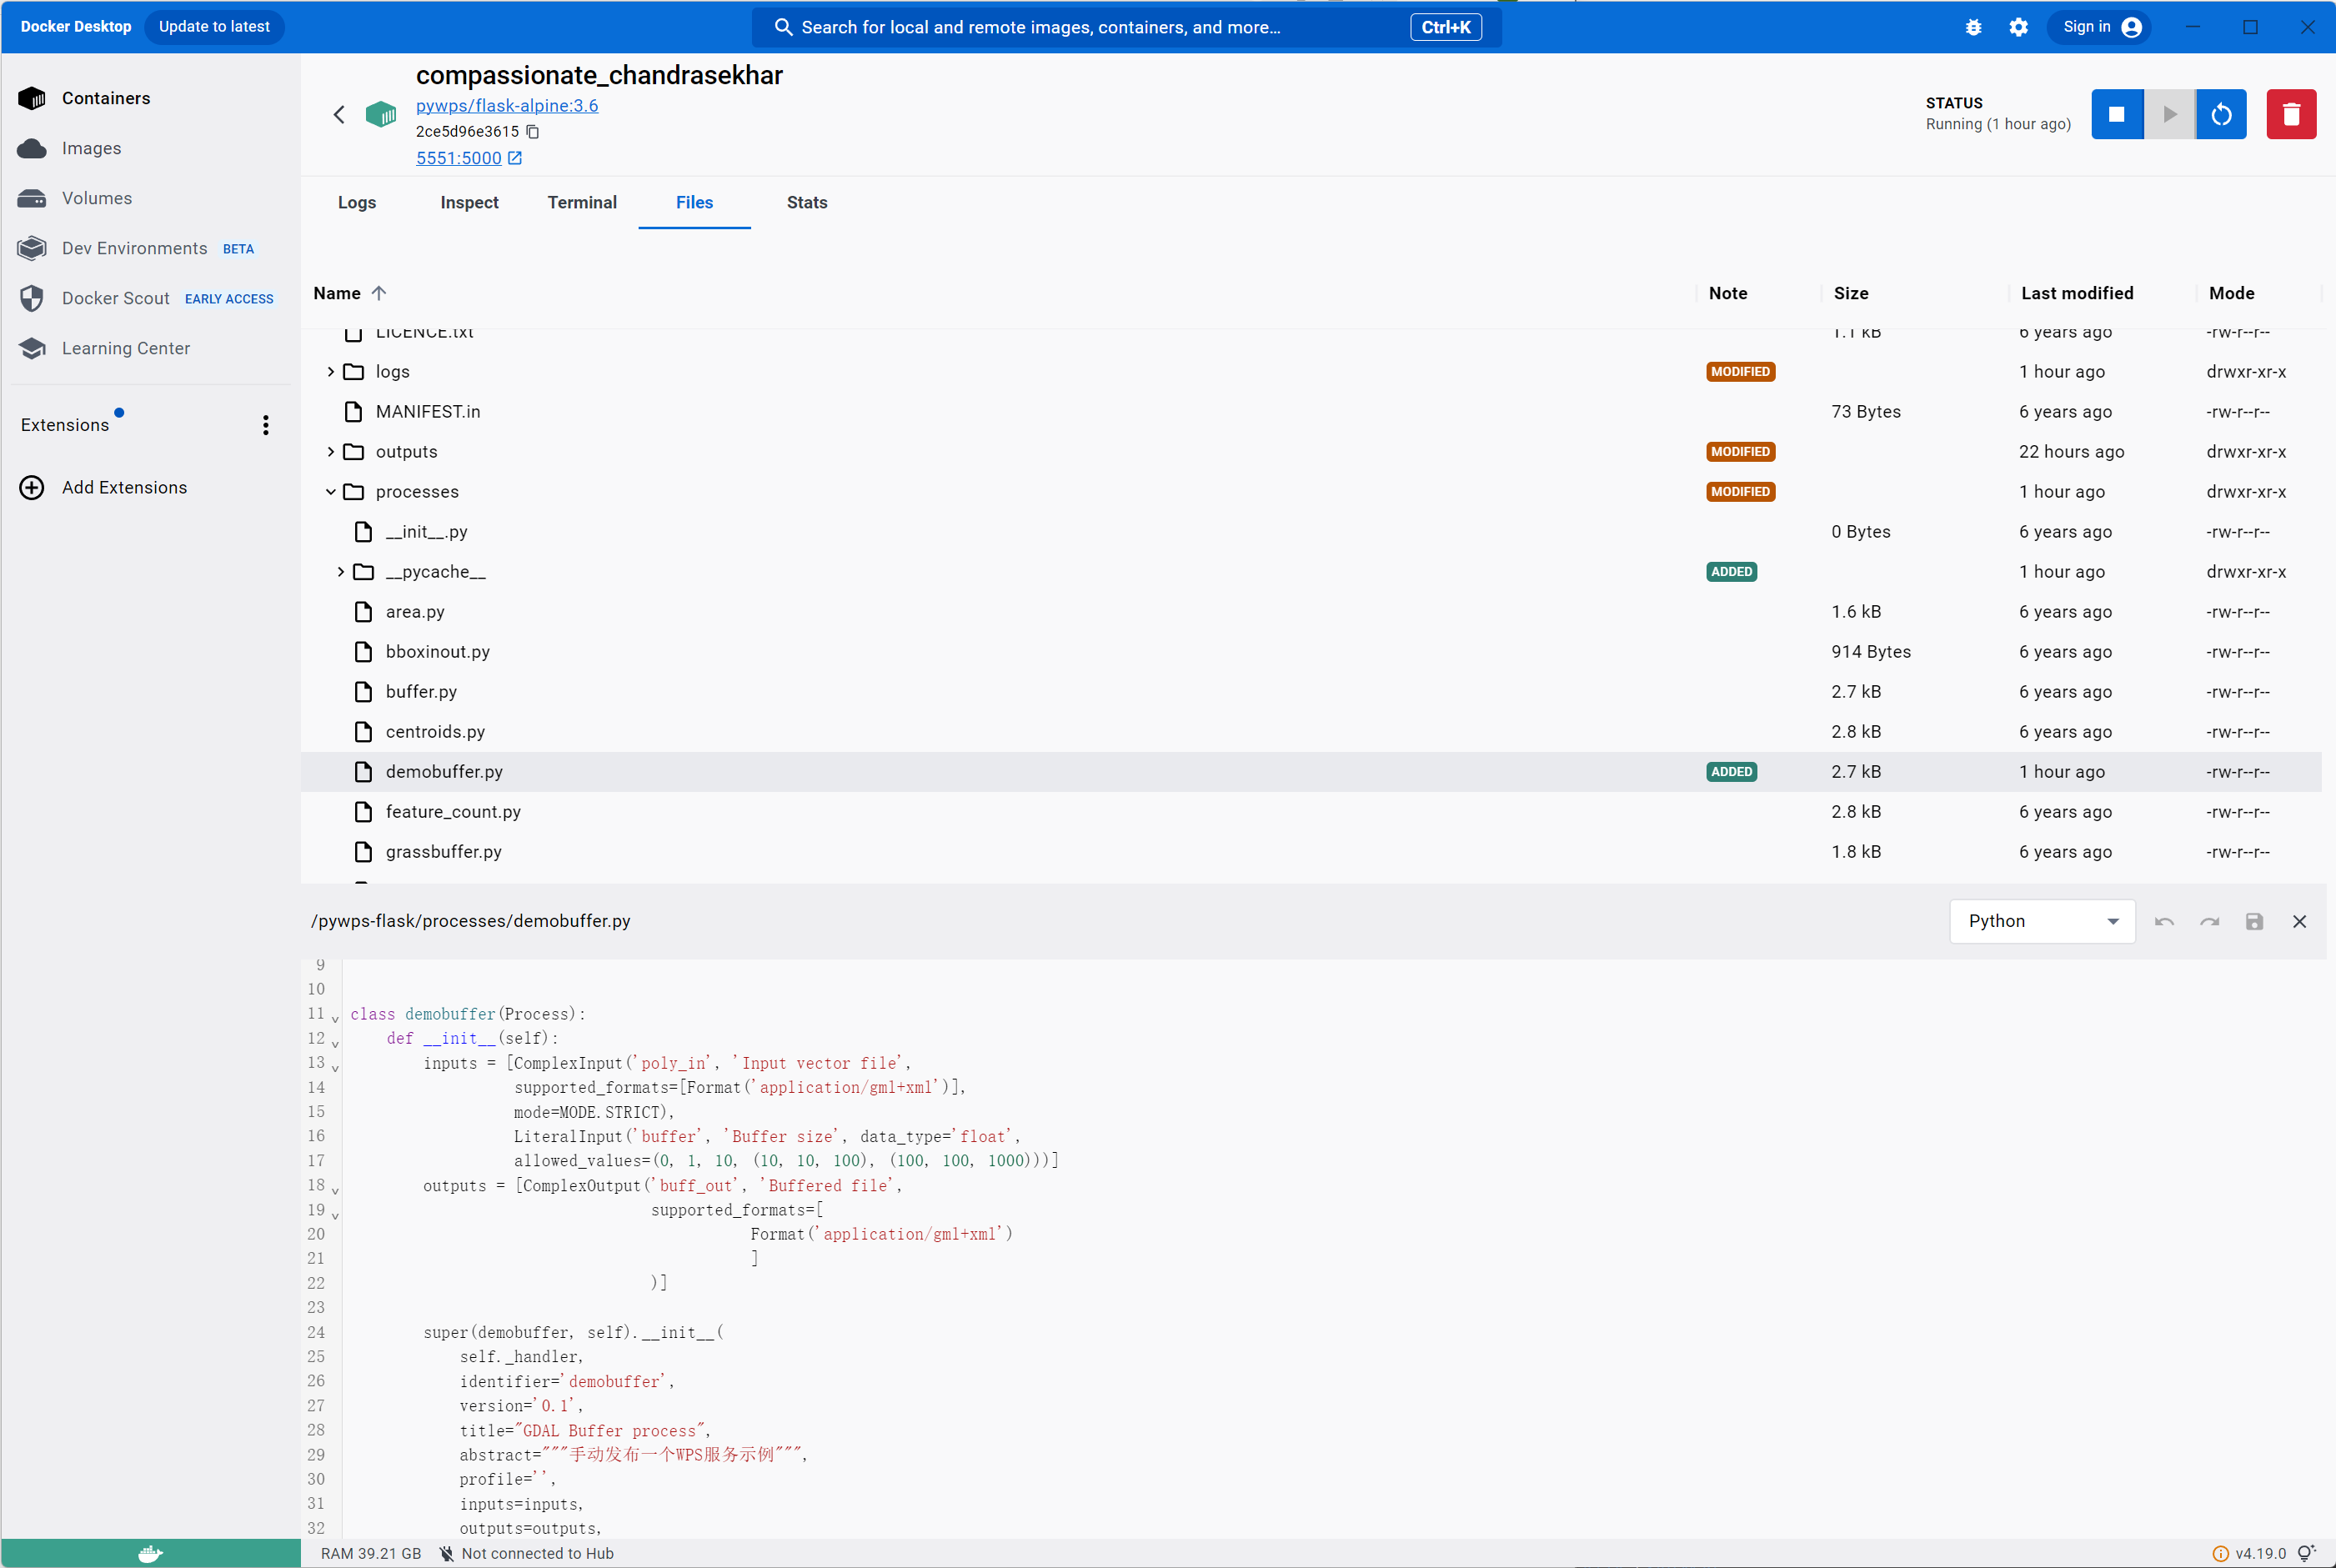 Docker Desktop Update to latest Search for local and remote images, containers, and more... Ctrl+K Sign in
Containers
Images
Volumes
Dev Environments BETA
Docker Scout EARLY ACCESS
Learning Center
Extensions
Add Extensions
compassionate_chandrasekhar
pywps/flask-alpine:3.6
2ce5d96e3615
5551:5000
STATUS
Running (1 hour ago)
Logs Inspect Terminal Files Stats
Name Note Size Last modified Mode
LICENCE.txt 1.1 kB 6 years ago -rw-r--r--
logs MODIFIED 1 hour ago drwxr-xr-x
MANIFEST.in 73 Bytes 6 years ago -rw-r--r--
outputs MODIFIED 22 hours ago drwxr-xr-x
processes MODIFIED 1 hour ago drwxr-xr-x
__init__.py 0 Bytes 6 years ago -rw-r--r--
__pycache__ ADDED 1 hour ago drwxr-xr-x
area.py 1.6 kB 6 years ago -rw-r--r--
bboxinout.py 914 Bytes 6 years ago -rw-r--r--
buffer.py 2.7 kB 6 years ago -rw-r--r--
centroids.py 2.8 kB 6 years ago -rw-r--r--
demobuffer.py ADDED 2.7 kB 1 hour ago -rw-r--r--
feature_count.py 2.8 kB 6 years ago -rw-r--r--
grassbuffer.py 1.8 kB 6 years ago -rw-r--r--
/pywps-flask/processes/demobuffer.py Python
9
10
11 class demobuffer(Process):
12 def __init__(self):
13 inputs = [ComplexInput('poly_in', 'Input vector file',
14 supported_formats=[Format('application/gml+xml')],
15 mode=MODE.STRICT),
16 LiteralInput('buffer', 'Buffer size', data_type='float',
17 allowed_values=(0, 1, 10, (10, 10, 100), (100, 100, 1000)))]
18 outputs = [ComplexOutput('buff_out', 'Buffered file',
19 supported_formats=[
20 Format('application/gml+xml')
21 ]
22 )]
23
24 super(demobuffer, self).__init__(
25 self._handler,
26 identifier='demobuffer',
27 version='0.1',
28 title="GDAL Buffer process",
29 abstract="""手动发布一个WPS服务示例""",
30 profile='',
31 inputs=inputs,
32 outputs=outputs,
RAM 39.21 GB Not connected to Hub v4.19.0